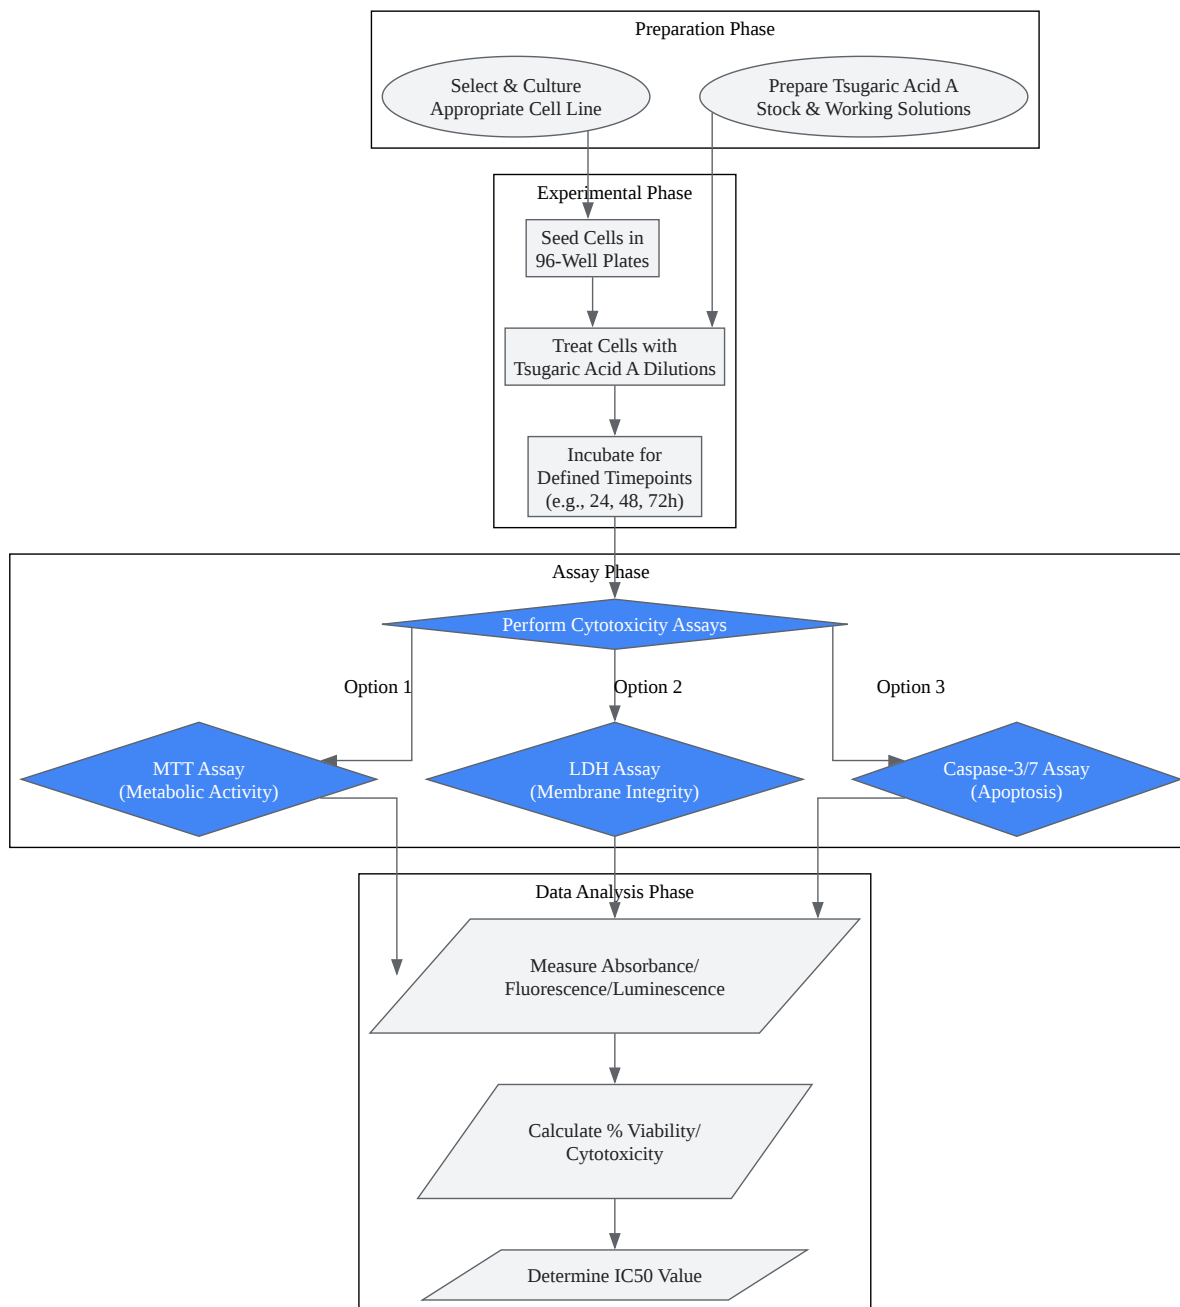 Preparation Phase
Select & Culture
Appropriate Cell Line
Prepare Tsugaric Acid A
Stock & Working Solutions
Experimental Phase
Seed Cells in
96-Well Plates
Treat Cells with
Tsugaric Acid A Dilutions
Incubate for
Defined Timepoints
(e.g., 24, 48, 72h)
Assay Phase
Perform Cytotoxicity Assays
Option 1
Option 2
Option 3
MTT Assay
(Metabolic Activity)
LDH Assay
(Membrane Integrity)
Caspase-3/7 Assay
(Apoptosis)
Data Analysis Phase
Measure Absorbance/
Fluorescence/Luminescence
Calculate % Viability/
Cytotoxicity
Determine IC50 Value